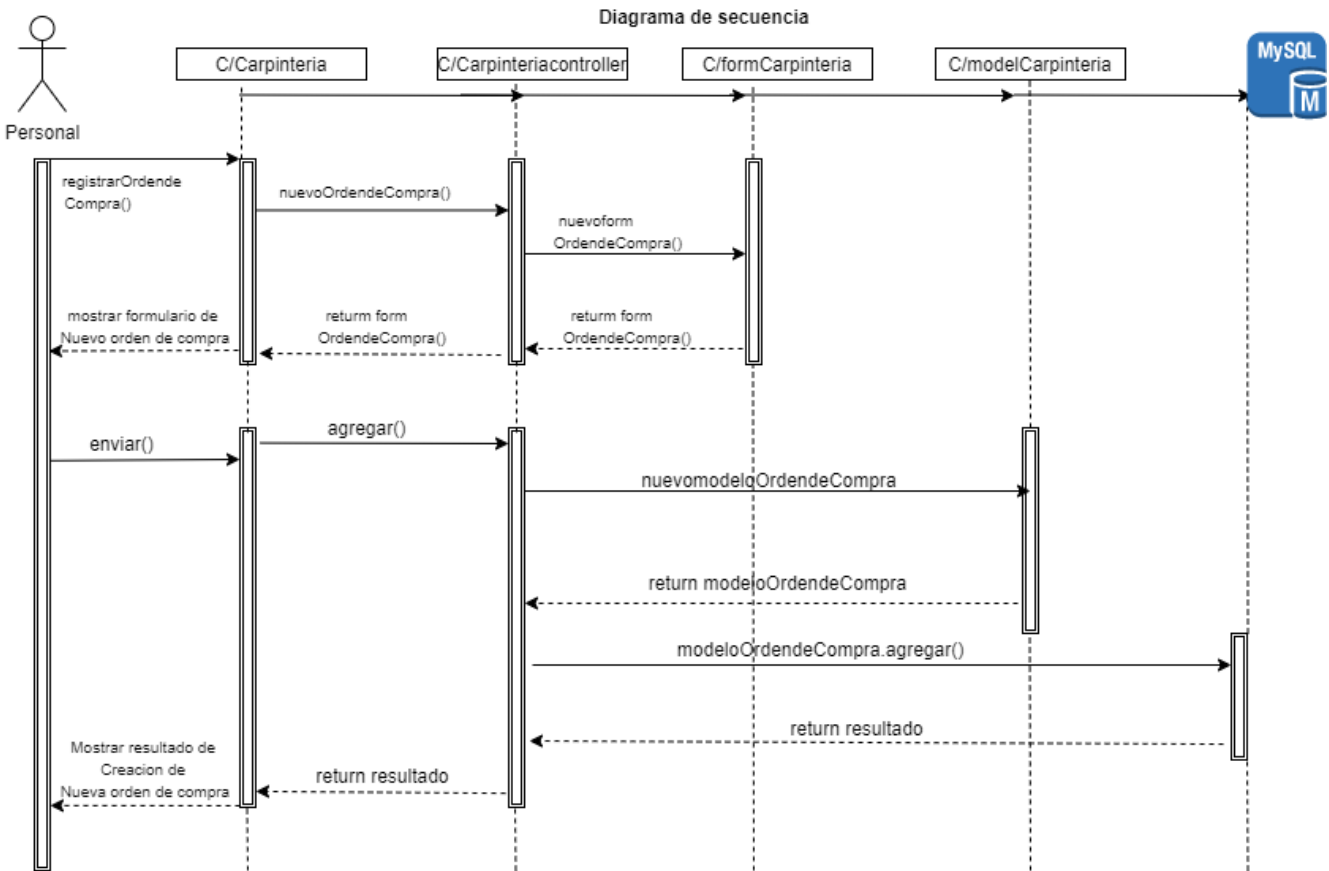 Diagrama de secuencia
C/Carpinteria
C/Carpinteriacontroller
C/formCarpinteria
C/modelCarpinteria
MySQL
M
Personal
registrarOrdende
Compra()
nuevoOrdendeCompra()
nuevoform
OrdendeCompra()
mostrar formulario de
Nuevo orden de compra
returm form
OrdendeCompra()
returm form
OrdendeCompra()
enviar()
agregar()
nuevomodeloOrdendeCompra
return modeloOrdendeCompra
modeloOrdendeCompra.agregar()
return resultado
Mostrar resultado de
Creacion de
Nueva orden de compra
return resultado